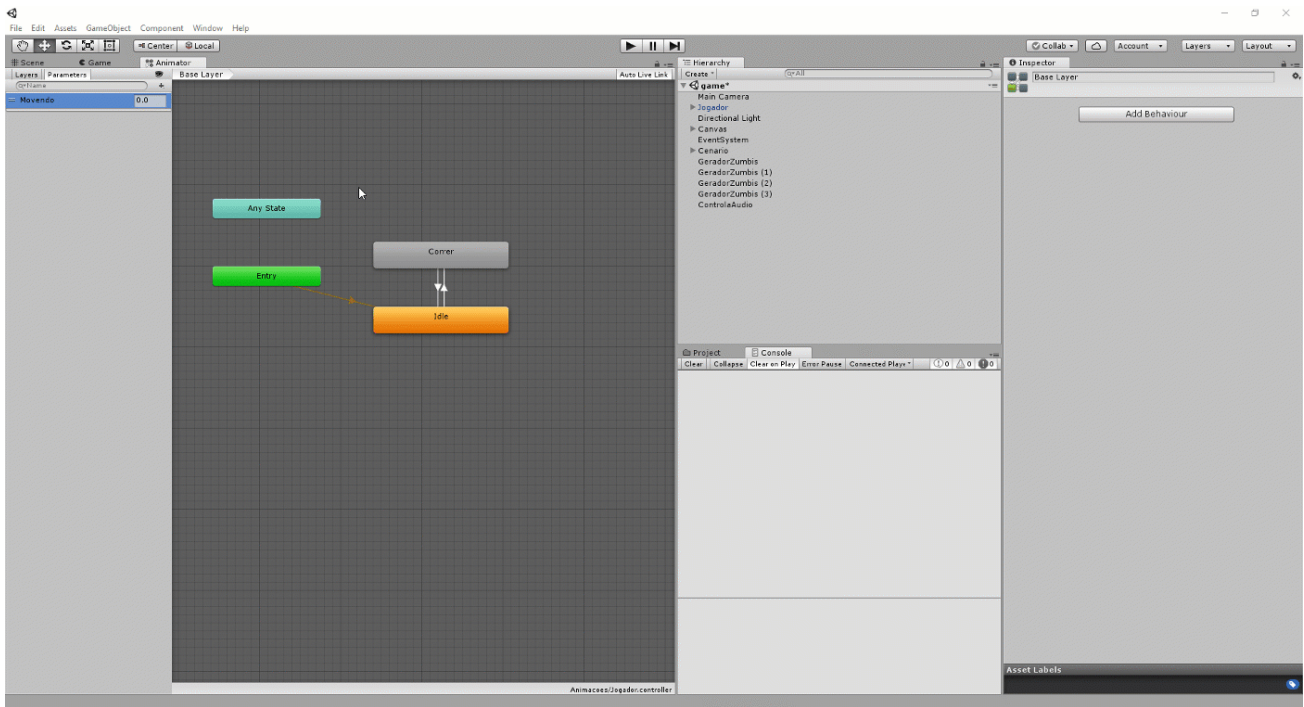 File Edit Assets GameObject Component Window Help
Center Local
Collab Account Layers Layout
Scene Game Animator
Layers Parameters
Base Layer
Auto Live Link
Name
Movendo 0.0
Any State
Entry
Correr
Idle
Animacoes/Jogador.controller
Hierarchy
Create All
game*
Main Camera
Jogador
Directional Light
Canvas
EventSystem
Cenario
GeradorZumbis
GeradorZumbis (1)
GeradorZumbis (2)
GeradorZumbis (3)
ControlaAudio
Project Console
Clear Collapse Clear on Play Error Pause Connected Playe 0 0 0
Inspector
Base Layer
Add Behaviour
Asset Labels